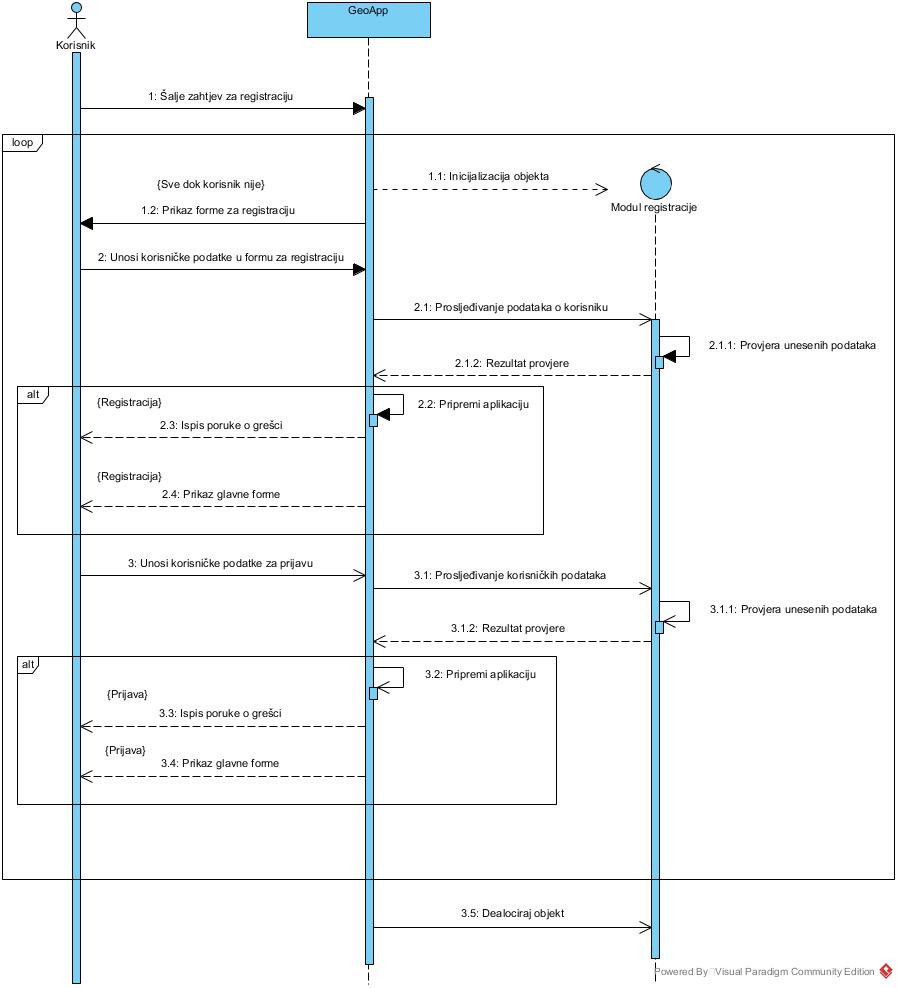 GeoApp
Korisnik
1: Šalje zahtjev za registraciju
loop
1.1: Inicijalizacija objekta
{Sve dok korisnik nije}
Modul registracije
1.2: Prikaz forme za registraciju
2: Unosi korisničke podatke u formu za registraciju
2.1: Prosljeđivanje podataka o korisniku
2.1.1: Provjera unesenih podataka
2.1.2: Rezultat provjere
alt
{Registracija}
2.2: Pripremi aplikaciju
2.3: Ispis poruke o grešci
{Registracija}
2.4: Prikaz glavne forme
3: Unosi korisničke podatke za prijavu
3.1: Prosljeđivanje korisničkih podataka
3.1.1: Provjera unesenih podataka
3.1.2: Rezultat provjere
alt
3.2: Pripremi aplikaciju
{Prijava}
3.3: Ispis poruke o grešci
{Prijava}
3.4: Prikaz glavne forme
3.5: Dealociraj objekt
Powered By Visual Paradigm Community Edition